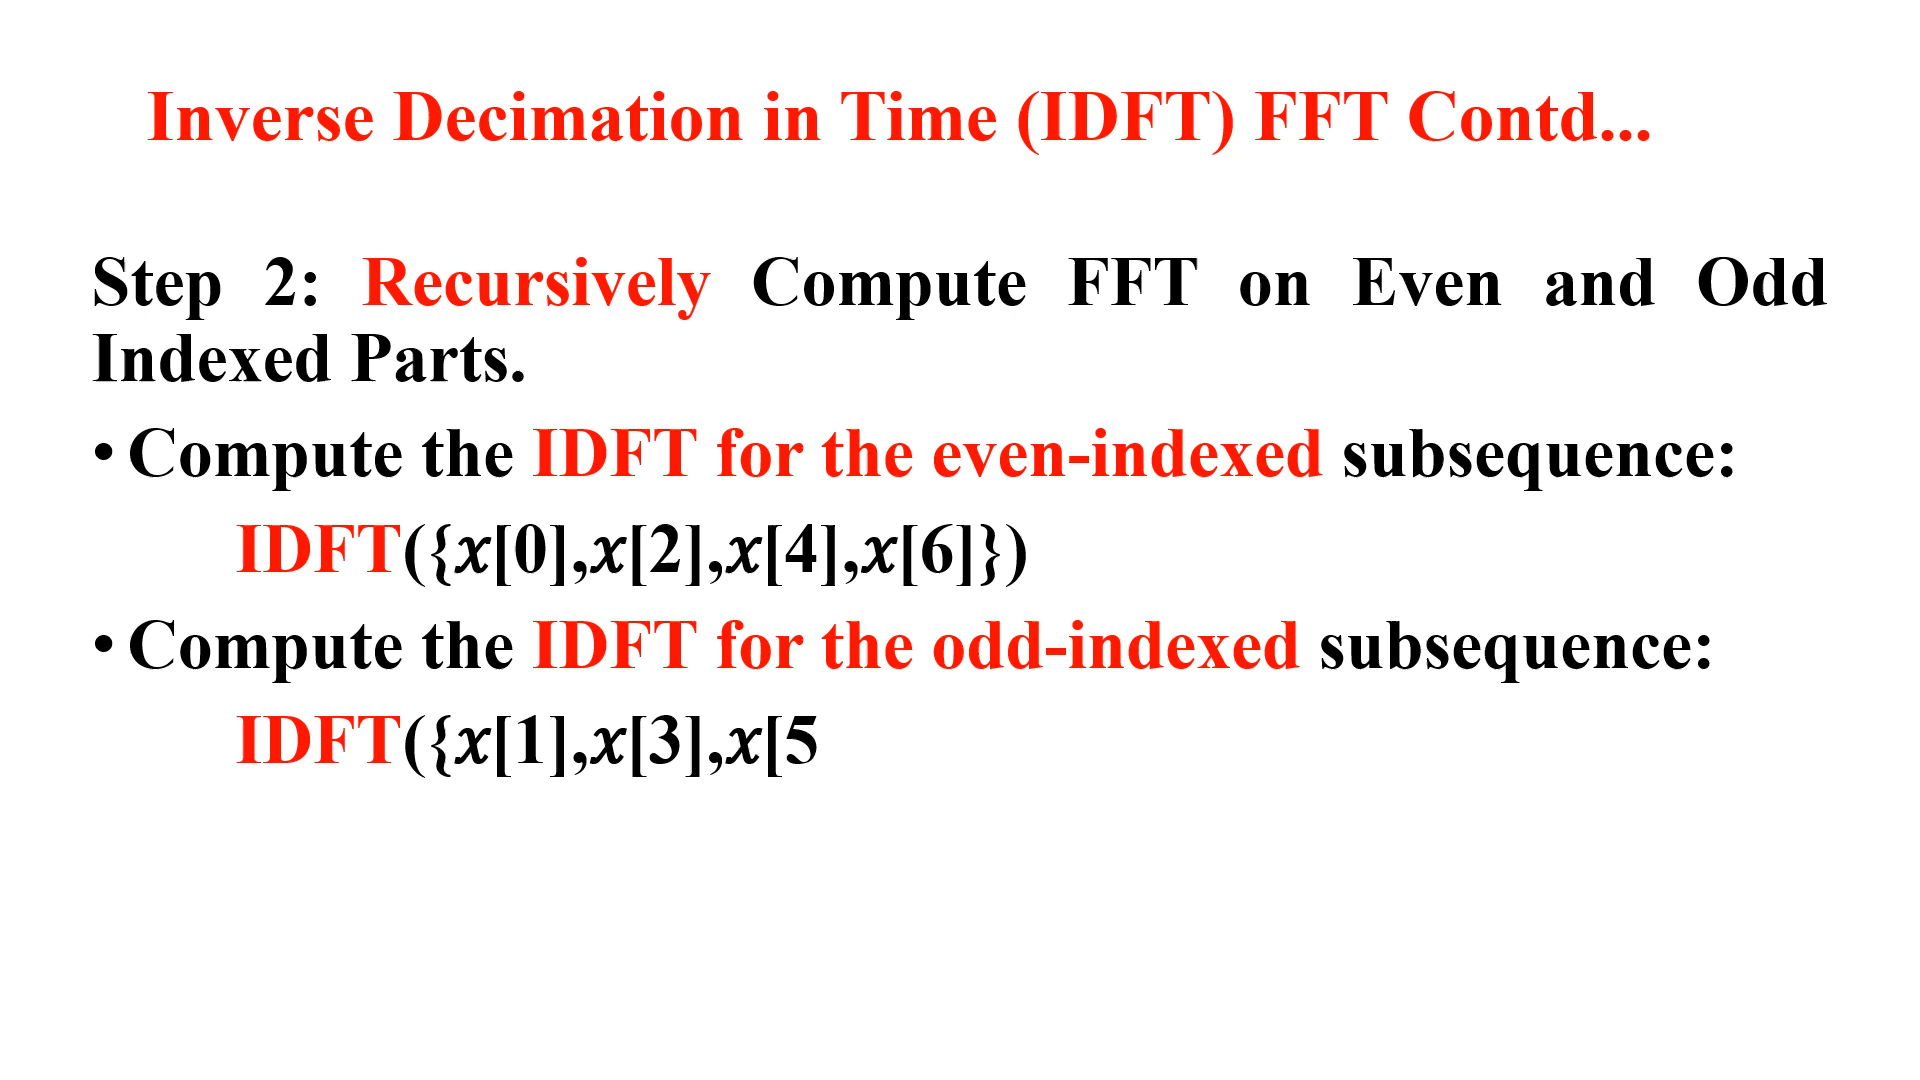 Inverse Decimation in Time (IDFT) FFT Contd...
Step 2: Recursively Compute FFT on Even and Odd
Indexed Parts.
• Compute the IDFT for the even-indexed subsequence:
IDFT({x[0],x[2],x[4],x[6]})
• Compute the IDFT for the odd-indexed subsequence:
IDFT({x[1],x[3],x[5